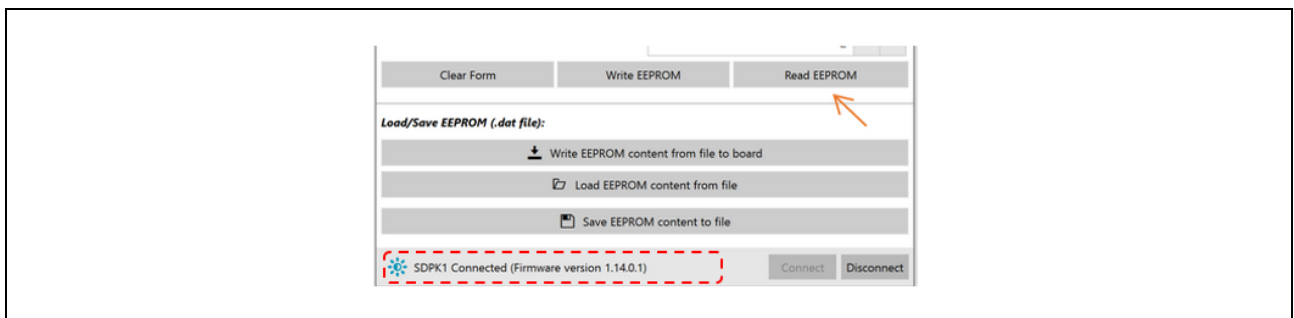 Clear Form Write EEPROM Read EEPROM
Load/Save EEPROM (.dat file):
Write EEPROM content from file to board
Load EEPROM content from file
Save EEPROM content to file
SDPK1 Connected (Firmware version 1.14.0.1) Connect Disconnect